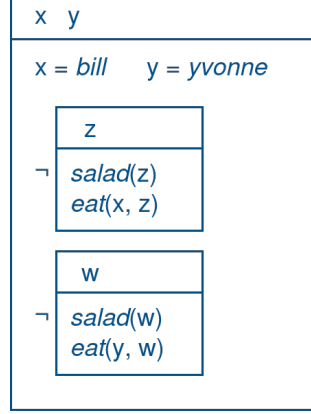 x y
x = bill y = yvonne
z
¬ salad(z)
eat(x, z)
w
¬ salad(w)
eat(y, w)